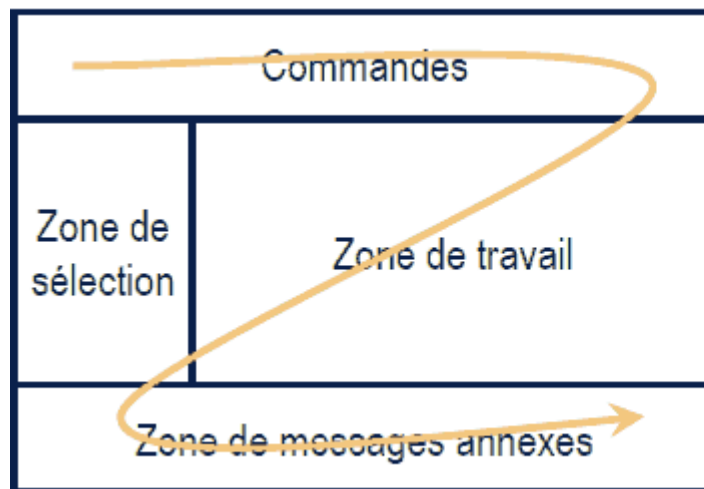 Commandes
Zone de
sélection
Zone de travail
Zone de messages annexes